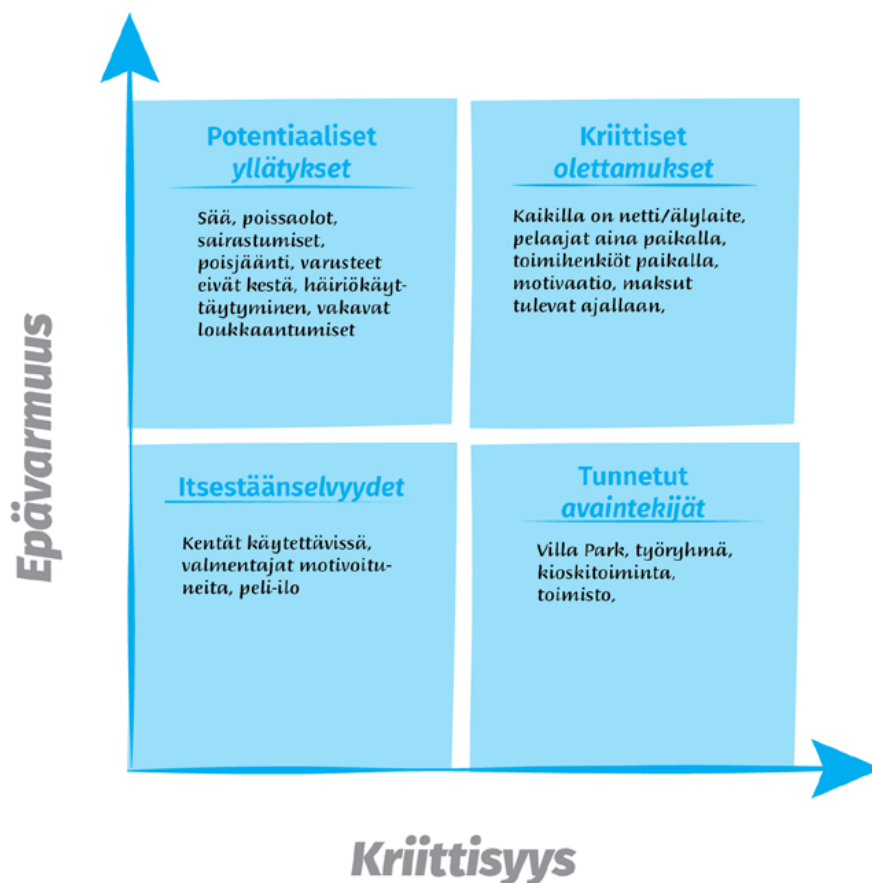 Potentiaaliset
yllätykset
Sää, poissaolot,
sairastumiset,
poisjäänti, varusteet
eivät kestä, häiriökäyt-
täytyminen, vakavat
loukkaantumiset
Kriittiset
olettamukset
Kaikilla on netti/älylaite,
pelaajat aina paikalla,
toimihenkiöt paikalla,
motivaatio, maksut
tulevat ajallaan,
Itsestäänselvyydet
Kentät käytettävissä,
valmentajat motivoitu-
neita, peli-ilo
Tunnetut
avaintekijät
Villa Park, työryhmä,
kioskitoiminta,
toimisto,
Epävarmuus
Kriittisyys